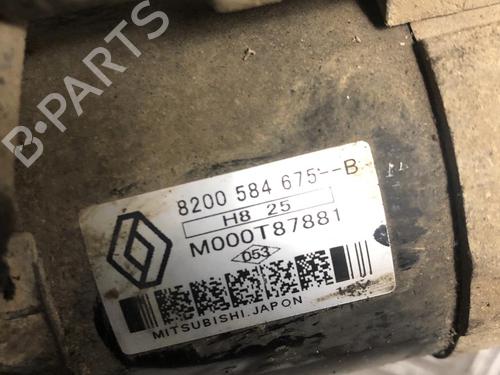 B-PARTS
8200 584 675--B
H8 25
M000T87881
D53
MITSUBISHI.JAPON